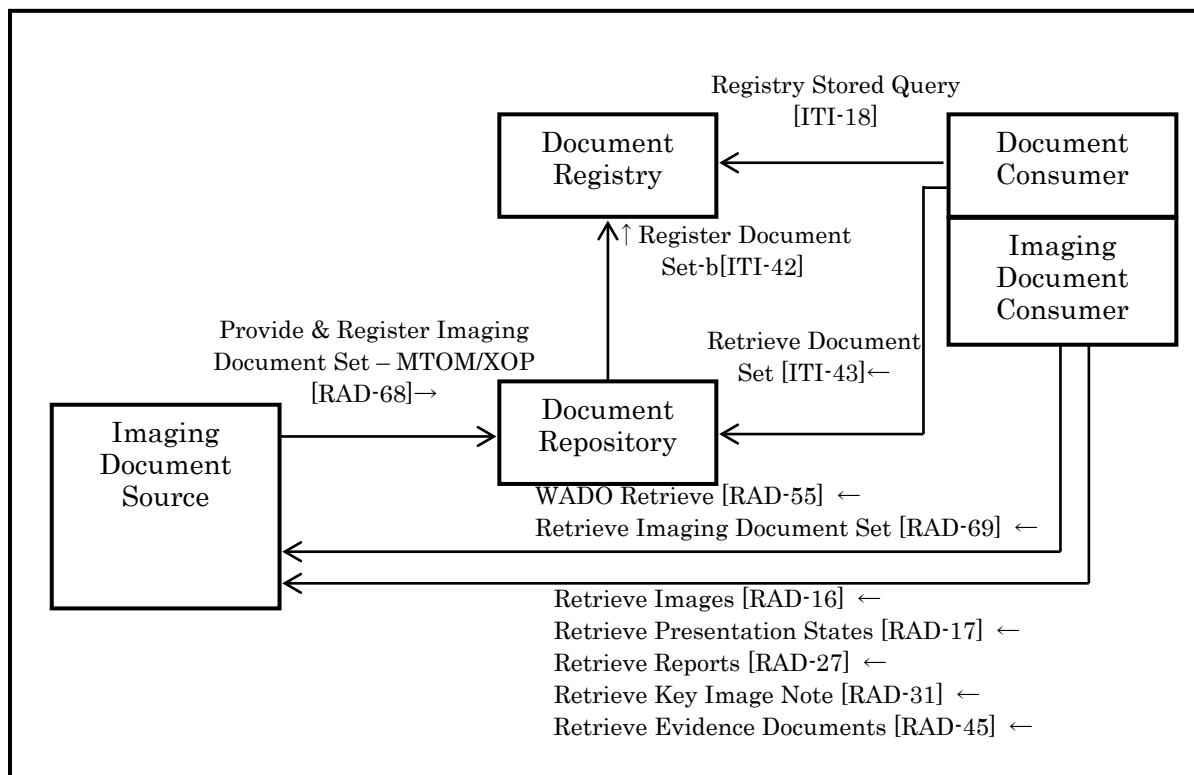 Registry Stored Query
[ITI-18]
Document
Registry
Document
Consumer
↑ Register Document
Set-b[ITI-42]
Imaging
Document
Consumer
Provide & Register Imaging
Document Set – MTOM/XOP
[RAD-68]→
Retrieve Document
Set [ITI-43]←
Imaging
Document
Source
Document
Repository
WADO Retrieve [RAD-55] ←
Retrieve Imaging Document Set [RAD-69] ←
Retrieve Images [RAD-16] ←
Retrieve Presentation States [RAD-17] ←
Retrieve Reports [RAD-27] ←
Retrieve Key Image Note [RAD-31] ←
Retrieve Evidence Documents [RAD-45] ←